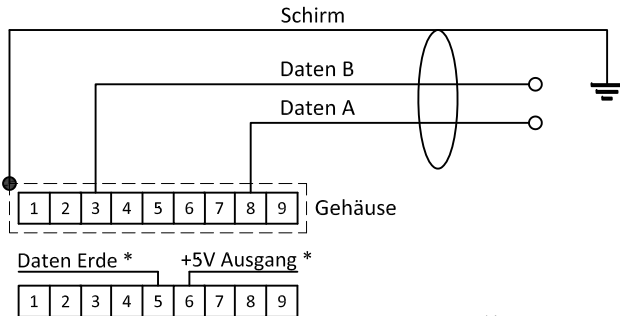 Schirm
Daten B
Daten A
1 2 3 4 5 6 7 8 9 Gehäuse
Daten Erde * +5V Ausgang *
1 2 3 4 5 6 7 8 9